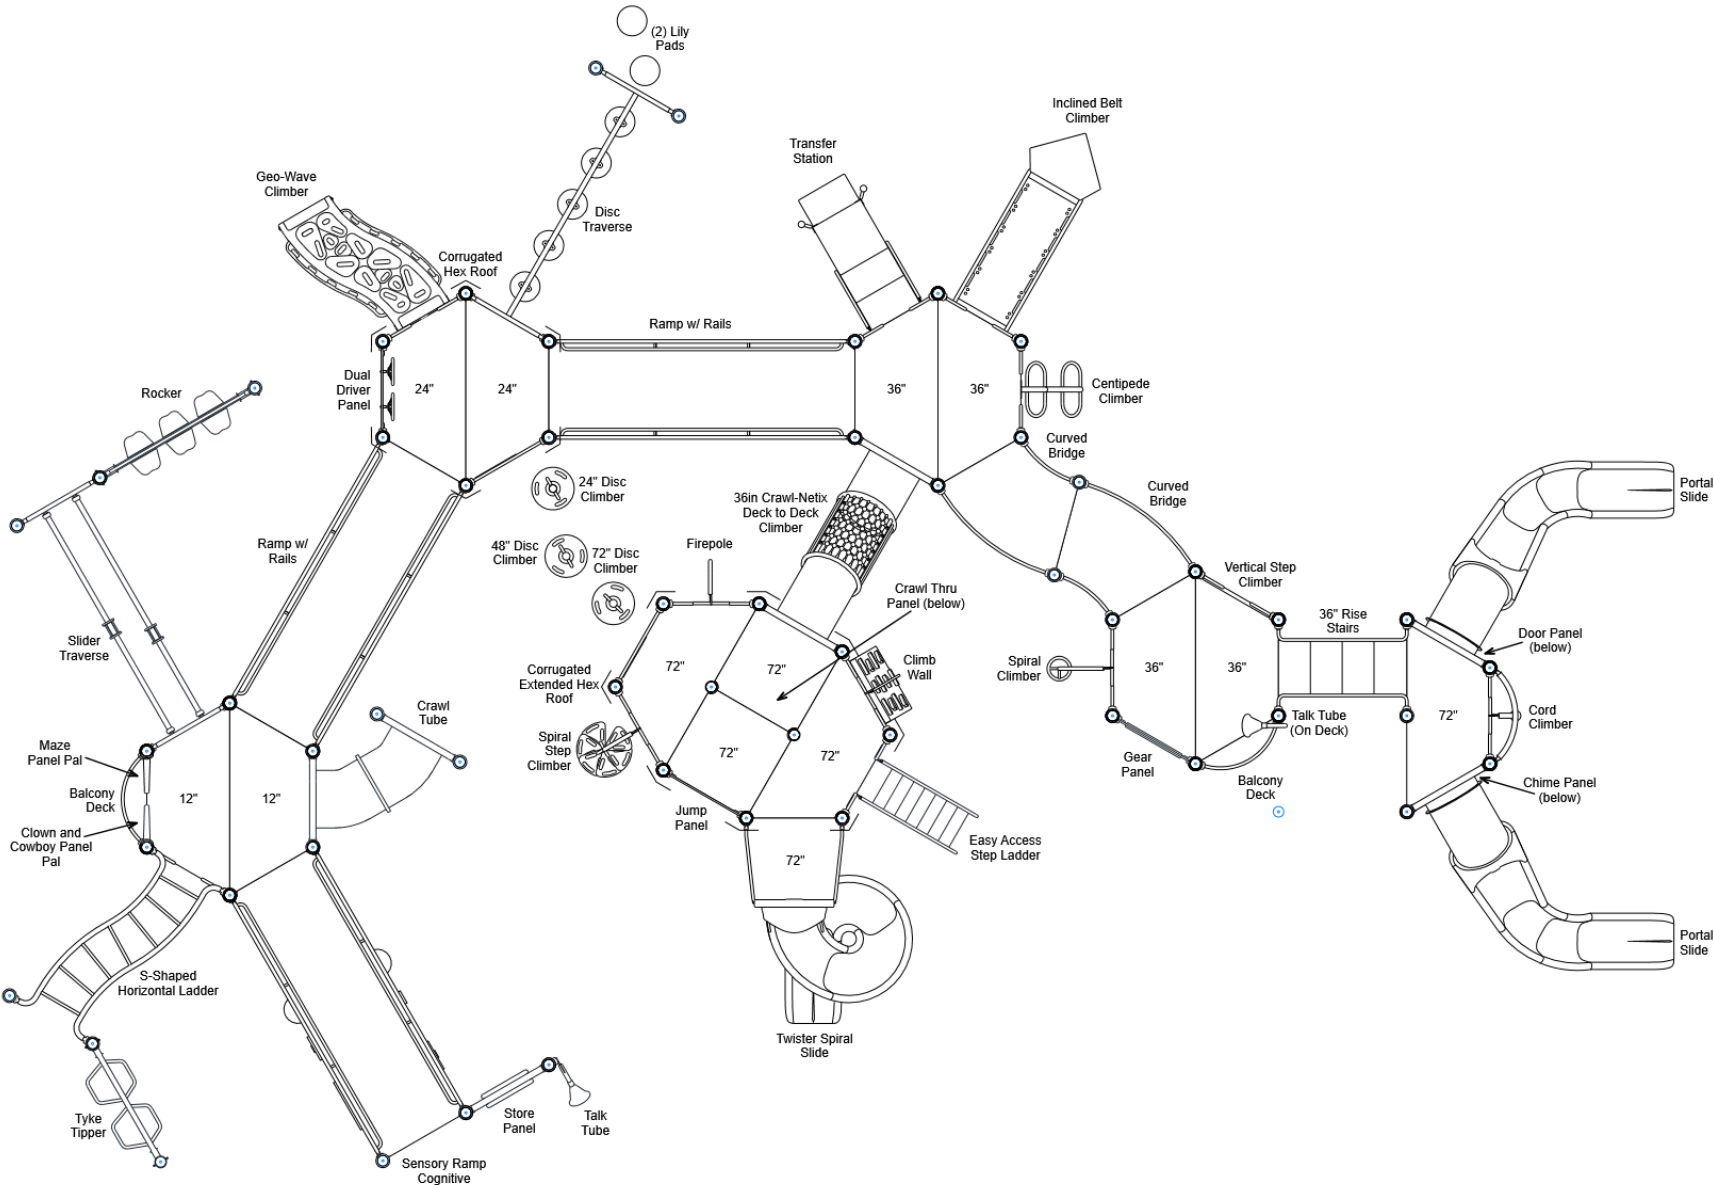 (2) Lily
Pads
Inclined Belt
Climber
Transfer
Station
Geo-Wave
Climber
Disc
Traverse
Corrugated
Hex Roof
Ramp w/ Rails
Dual
Driver
Panel
24"
24"
36"
36"
Centipede
Climber
Rocker
Curved
Bridge
Curved
Bridge
Portal
Slide
24" Disc
Climber
36in Crawl-Netix
Deck to Deck
Climber
Ramp w/
Rails
48" Disc
Climber
72" Disc
Climber
Firepole
Vertical Step
Climber
Crawl Thru
Panel (below)
36" Rise
Stairs
Slider
Traverse
Door Panel
(below)
Corrugated
Extended Hex
Roof
72"
72"
Climb
Wall
Spiral
Climber
36"
36"
Crawl
Tube
Talk Tube
(On Deck)
72"
Cord
Climber
Maze
Panel Pal
Spiral
Step
Climber
72"
72"
Gear
Panel
Balcony
Deck
Chime Panel
(below)
Balcony
Deck
12"
12"
Jump
Panel
Clown and
Cowboy Panel
Pal
Easy Access
Step Ladder
72"
Portal
Slide
S-Shaped
Horizontal Ladder
Twister Spiral
Slide
Tyke
Tipper
Store
Panel
Talk
Tube
Sensory Ramp
Cognitive